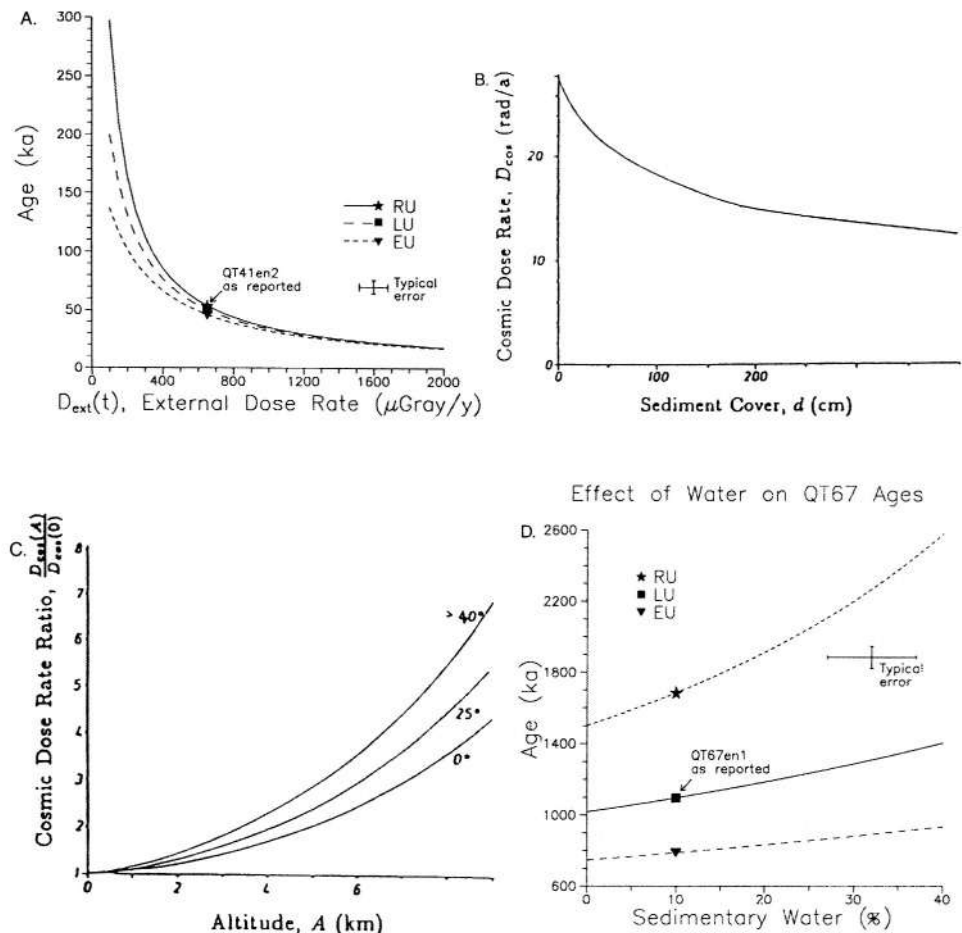 A.
300
250
200
150
100
50
0
Age (ka)
RU
LU
EU
QT41en2
as reported
Typical
error
0 400 800 1200 1600 2000
D_ext(t), External Dose Rate (μGray/y)
B.
20
10
0
Cosmic Dose Rate, D_cos (rad/a)
0 100 200
Sediment Cover, d (cm)
C.
8
7
6
5
4
3
2
1
Cosmic Dose Rate Ratio, D_cos(A)/D_cos(0)
> 40°
25°
0°
0 2 4 6
Altitude, A (km)
Effect of Water on QT67 Ages
D.
2600
2200
1800
1400
1000
600
Age (ka)
RU
LU
EU
Typical
error
QT67en1
as reported
0 10 20 30 40
Sedimentary Water (%)